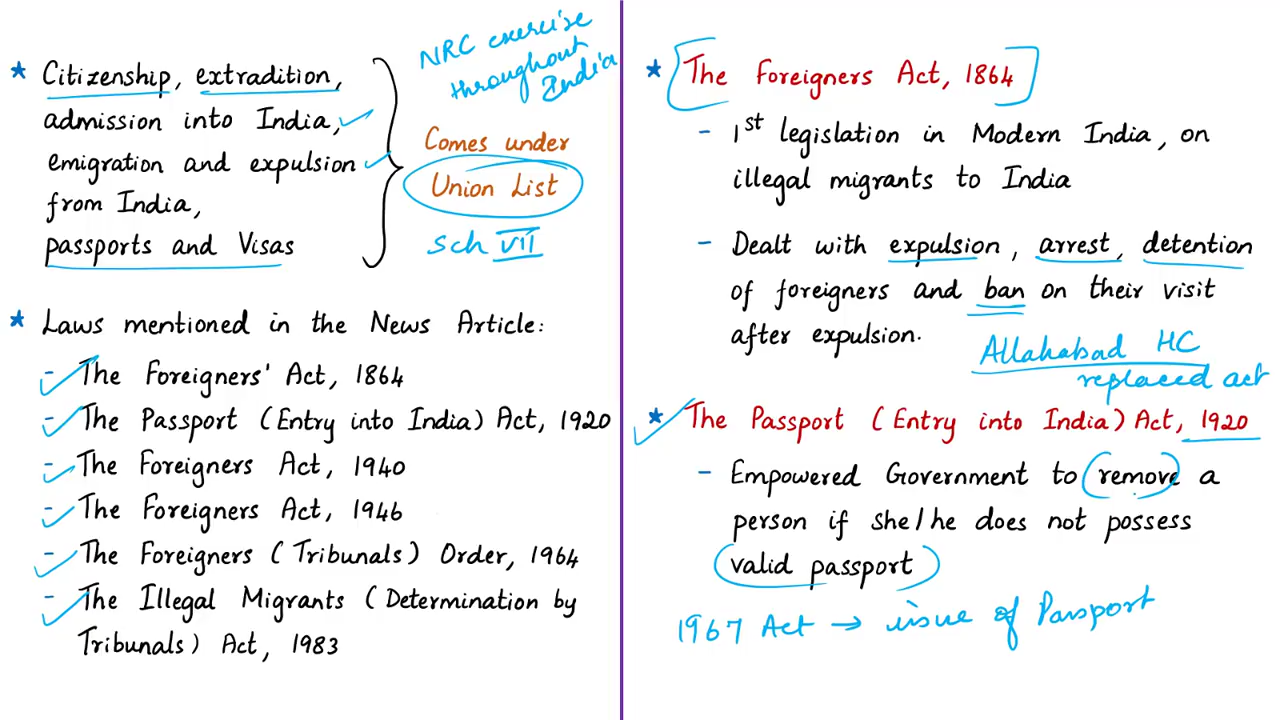 * Citizenship, extradition,
admission into India,
emigration and expulsion
from India,
passports and Visas
NRC exercise
throughout
India
Comes under
Union List
Sch VII
* Laws mentioned in the News Article:
- The Foreigners' Act, 1864
- The Passport (Entry into India) Act, 1920
- The Foreigners Act, 1940
- The Foreigners Act, 1946
- The Foreigners (Tribunals) Order, 1964
- The Illegal Migrants (Determination by
Tribunals) Act, 1983
* The Foreigners Act, 1864
- 1st legislation in Modern India, on
illegal migrants to India
- Dealt with expulsion, arrest, detention
of foreigners and ban on their visit
after expulsion.
Allahabad HC
replaced act
* The Passport (Entry into India) Act, 1920
- Empowered Government to remove a
person if she/he does not possess
valid passport
1967 Act → issue of Passport